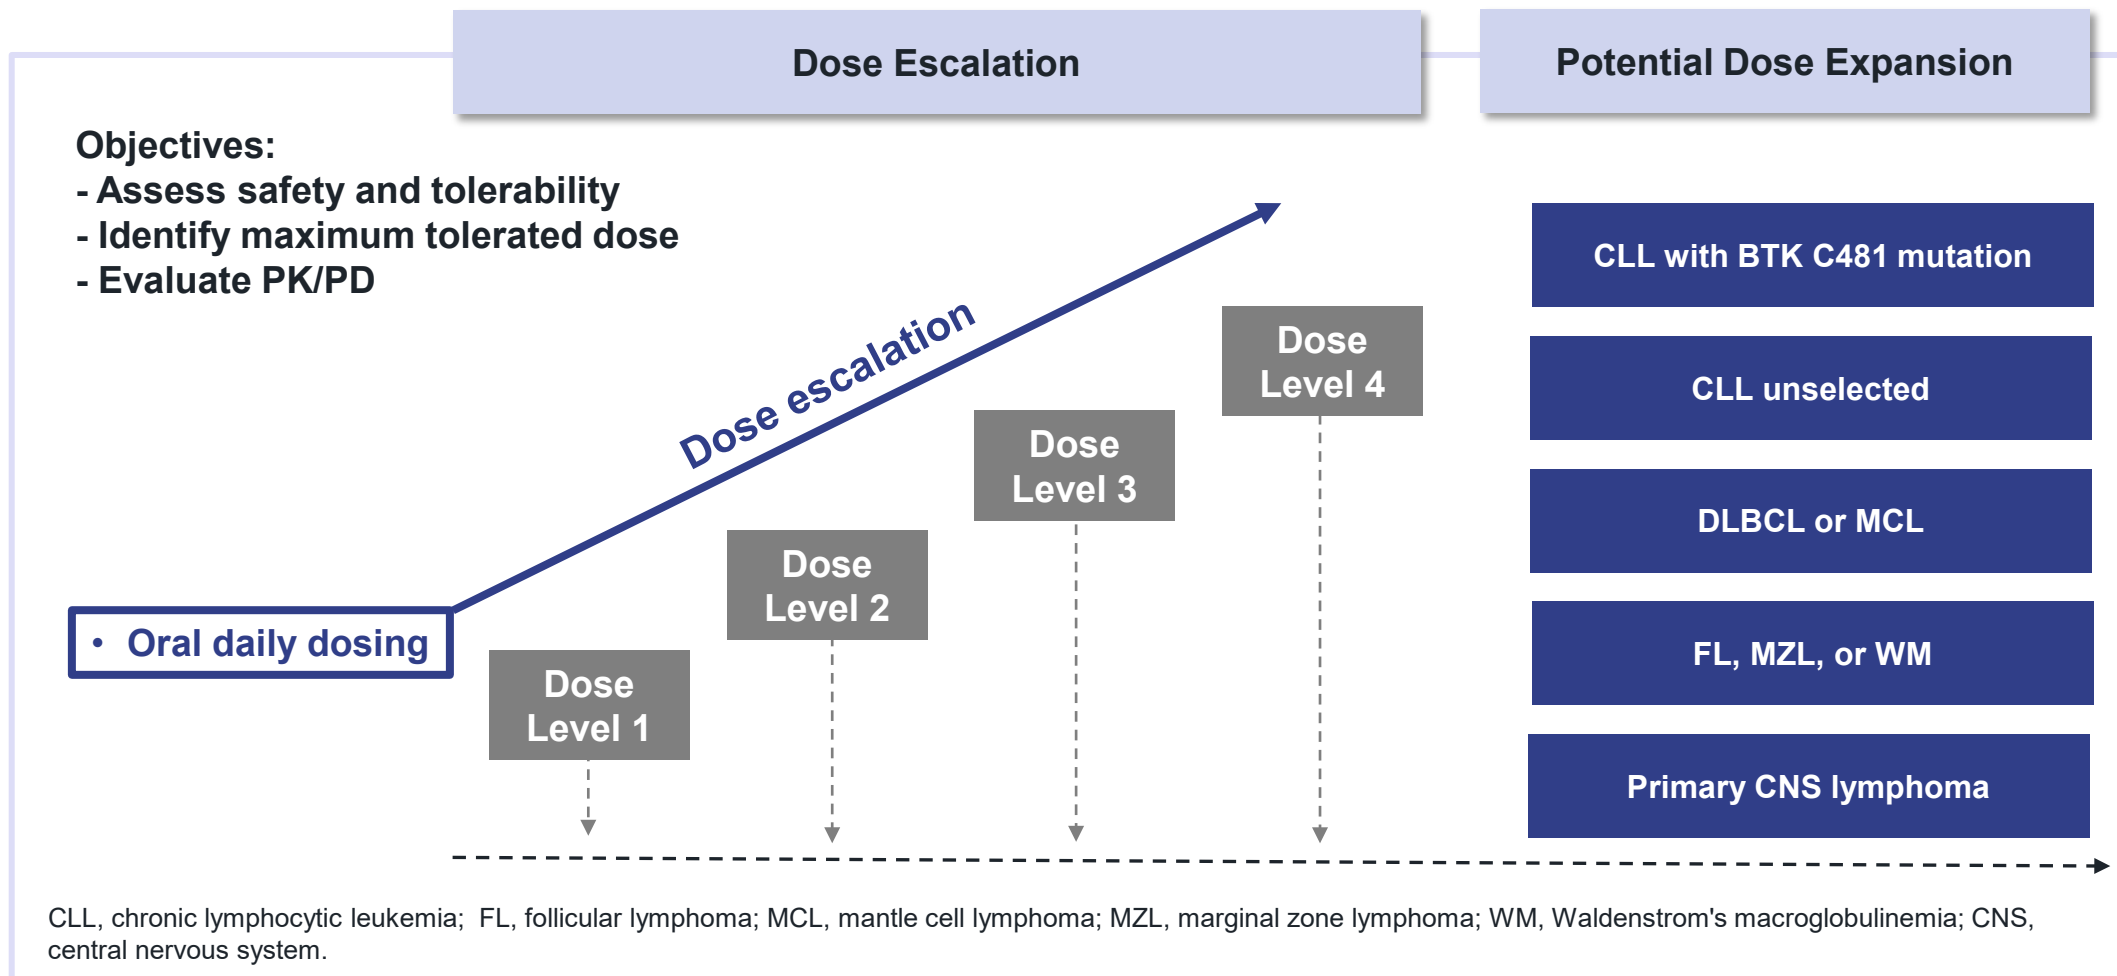 Dose Escalation
Potential Dose Expansion
Objectives:
- Assess safety and tolerability
- Identify maximum tolerated dose
- Evaluate PK/PD
Dose escalation
• Oral daily dosing
Dose
Level 1
Dose
Level 2
Dose
Level 3
Dose
Level 4
CLL with BTK C481 mutation
CLL unselected
DLBCL or MCL
FL, MZL, or WM
Primary CNS lymphoma
CLL, chronic lymphocytic leukemia;  FL, follicular lymphoma; MCL, mantle cell lymphoma; MZL, marginal zone lymphoma; WM, Waldenstrom's macroglobulinemia; CNS,
central nervous system.